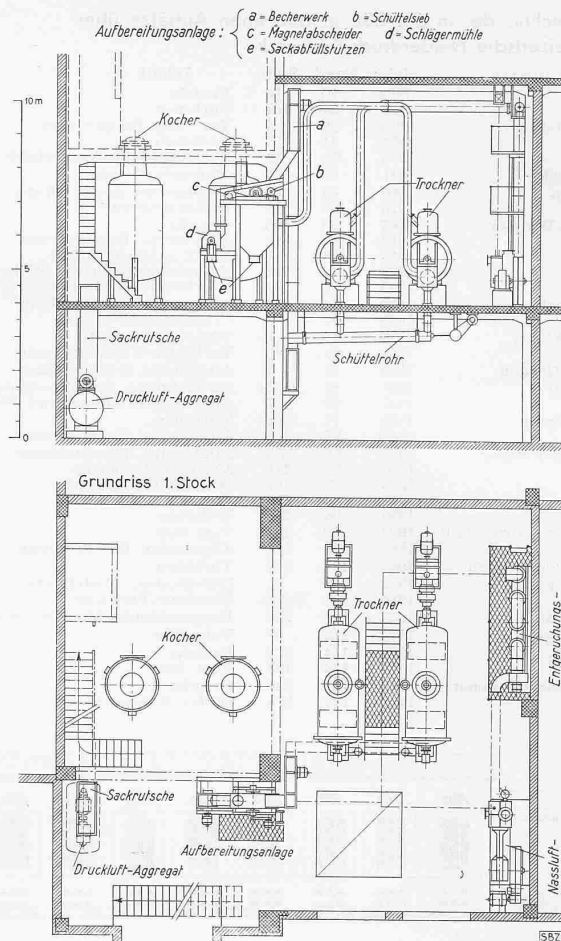 a = Becherwerk   b = Schüttelsieb
Aufbereitungsanlage :   c = Magnetabscheider   d = Schlägermühle
e = Sackabfüllstutzen
10 m
5
0
Kocher
a
b
c
d
e
Trockner
Sackrutsche
Schüttelrohr
Druckluft-Aggregat
Grundriss 1. Stock
Kocher
Trockner
Entgeruchungs-
Sackrutsche
Aufbereitungsanlage
Druckluft-Aggregat
Nassluft-
SBZ